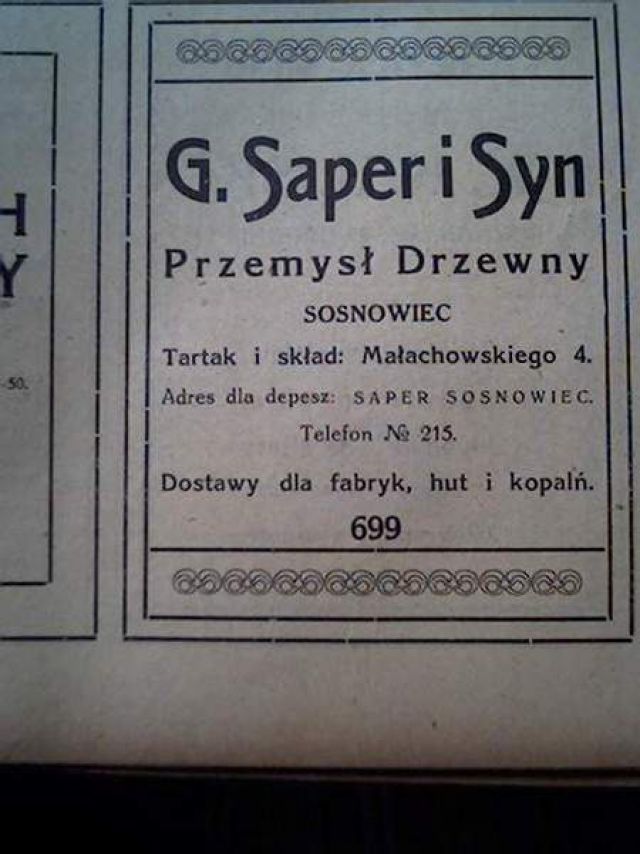 G. Saper i Syn
Przemysł Drzewny
SOSNOWIEC
Tartak i skład: Małachowskiego 4.
Adres dla depesz: SAPER SOSNOWIEC.
Telefon № 215.
Dostawy dla fabryk, hut i kopalń.
699
H
Y
-50.